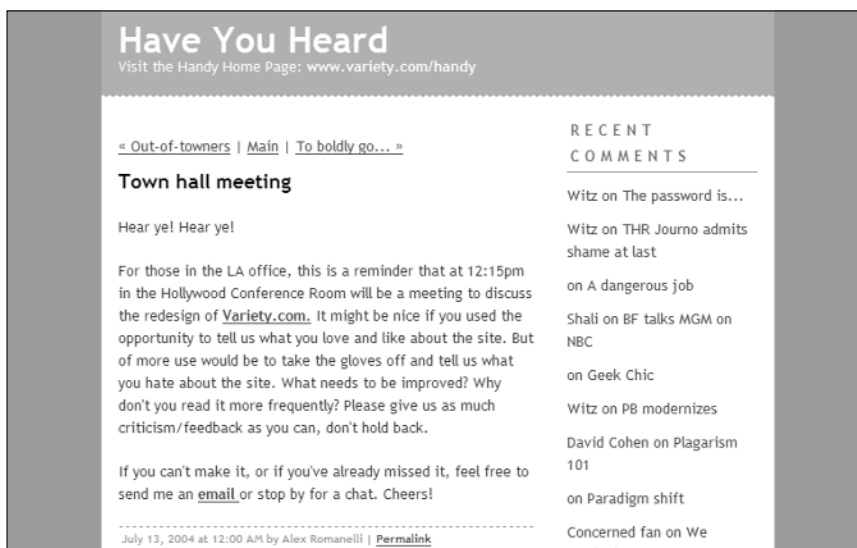 Have You Heard
Visit the Handy Home Page: www.variety.com/handy
« Out-of-towners | Main | To boldly go... »
Town hall meeting
Hear ye! Hear ye!
For those in the LA office, this is a reminder that at 12:15pm
in the Hollywood Conference Room will be a meeting to discuss
the redesign of Variety.com. It might be nice if you used the
opportunity to tell us what you love and like about the site. But
of more use would be to take the gloves off and tell us what
you hate about the site. What needs to be improved? Why
don't you read it more frequently? Please give us as much
criticism/feedback as you can, don't hold back.
If you can't make it, or if you've already missed it, feel free to
send me an email or stop by for a chat. Cheers!
July 13, 2004 at 12:00 AM by Alex Romanelli | Permalink
RECENT
COMMENTS
Witz on The password is...
Witz on THR Journo admits
shame at last
on A dangerous job
Shali on BF talks MGM on
NBC
on Geek Chic
Witz on PB modernizes
David Cohen on Plagarism
101
on Paradigm shift
Concerned fan on We